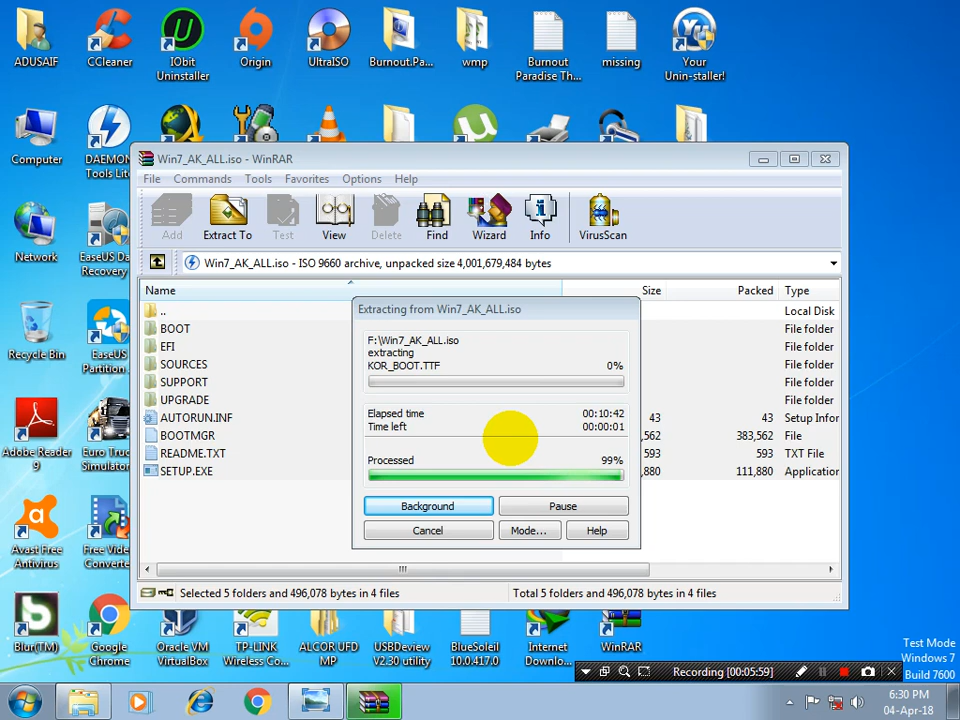 ADUSAIF
CCleaner
IObit
Uninstaller
Origin
UltraISO
Burnout.Pa...
wmp
Burnout
Paradise Th...
missing
Your
Unin-staller!
Computer
DAEMON
Tools Lite
Network
EaseUS Da
Recovery
Recycle Bin
EaseUS
Partition
Adobe Reader
9
Euro Truc
Simulator
Avast Free
Antivirus
Free Vide
Converte
Blur(TM)
Google
Chrome
Oracle VM
VirtualBox
TP-LINK
Wireless Co...
ALCOR UFD
MP
USBDeview
V2.30 utility
BlueSoleil
10.0.417.0
Internet
Downlo...
WinRAR
Win7_AK_ALL.iso - WinRAR
File Commands Tools Favorites Options Help
Add Extract To Test View Delete Find Wizard Info VirusScan
Win7_AK_ALL.iso - ISO 9660 archive, unpacked size 4,001,679,484 bytes
Name Size Packed Type
.. Local Disk
BOOT File folder
EFI File folder
SOURCES File folder
SUPPORT File folder
UPGRADE File folder
AUTORUN.INF 43 43 Setup Infor
BOOTMGR ,562 383,562 File
README.TXT 593 593 TXT File
SETUP.EXE ,880 111,880 Application
Extracting from Win7_AK_ALL.iso
F:\Win7_AK_ALL.iso
extracting
KOR_BOOT.TTF 0%
Elapsed time 00:10:42
Time left 00:00:01
Processed 99%
Background Pause
Cancel Mode... Help
Selected 5 folders and 496,078 bytes in 4 files Total 5 folders and 496,078 bytes in 4 files
Test Mode
Windows 7
Build 7600
Recording [00:05:59]
6:30 PM
04-Apr-18